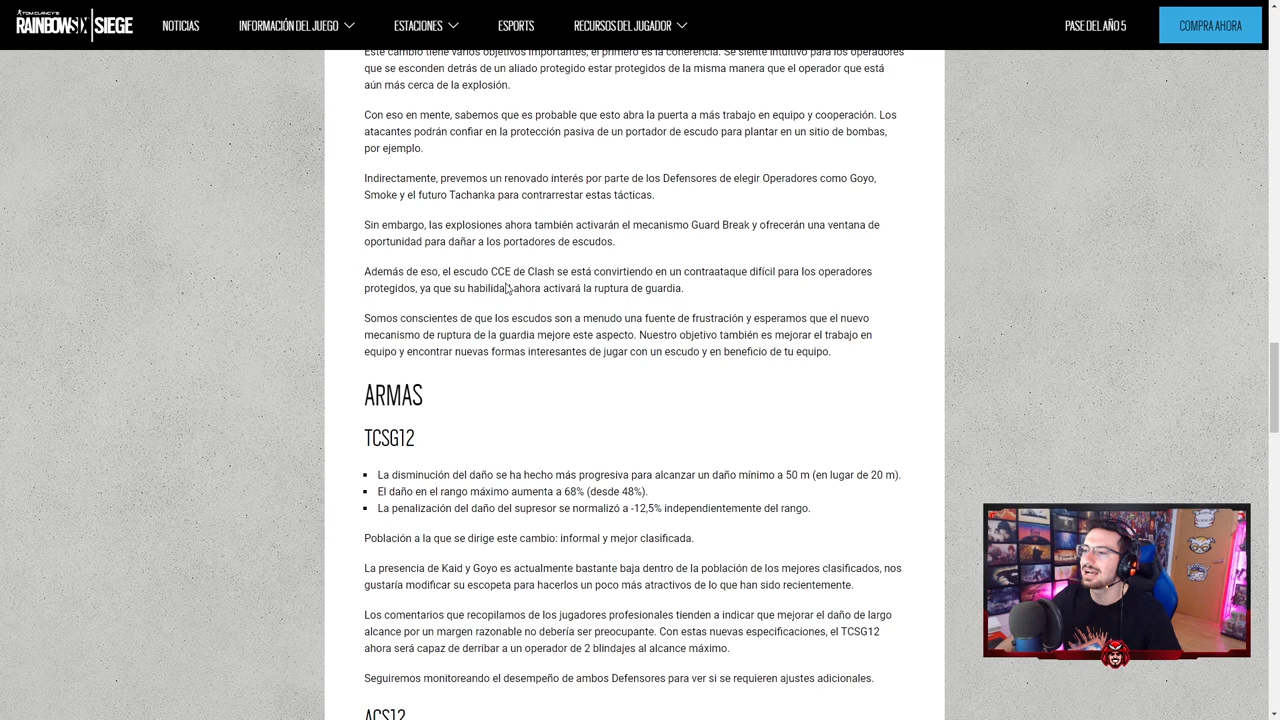 TOM CLANCY'S
RAINBOWSIX SIEGE
NOTICIAS
INFORMACIÓN DEL JUEGO
ESTACIONES
ESPORTS
RECURSOS DEL JUGADOR
PASE DEL AÑO 5
COMPRA AHORA
Este cambio tiene varios objetivos importantes, el primero es la coherencia. Se siente intuitivo para los operadores
que se esconden detrás de un aliado protegido estar protegidos de la misma manera que el operador que está
aún más cerca de la explosión.
Con eso en mente, sabemos que es probable que esto abra la puerta a más trabajo en equipo y cooperación. Los
atacantes podrán confiar en la protección pasiva de un portador de escudo para plantar en un sitio de bombas,
por ejemplo.
Indirectamente, prevemos un renovado interés por parte de los Defensores de elegir Operadores como Goyo,
Smoke y el futuro Tachanka para contrarrestar estas tácticas.
Sin embargo, las explosiones ahora también activarán el mecanismo Guard Break y ofrecerán una ventana de
oportunidad para dañar a los portadores de escudos.
Además de eso, el escudo CCE de Clash se está convirtiendo en un contraataque difícil para los operadores
protegidos, ya que su habilidad ahora activará la ruptura de guardia.
Somos conscientes de que los escudos son a menudo una fuente de frustración y esperamos que el nuevo
mecanismo de ruptura de la guardia mejore este aspecto. Nuestro objetivo también es mejorar el trabajo en
equipo y encontrar nuevas formas interesantes de jugar con un escudo y en beneficio de tu equipo.
ARMAS
TCSG12
▪ La disminución del daño se ha hecho más progresiva para alcanzar un daño mínimo a 50 m (en lugar de 20 m).
▪ El daño en el rango máximo aumenta a 68% (desde 48%).
▪ La penalización del daño del supresor se normalizó a -12,5% independientemente del rango.
Población a la que se dirige este cambio: informal y mejor clasificada.
La presencia de Kaid y Goyo es actualmente bastante baja dentro de la población de los mejores clasificados, nos
gustaría modificar su escopeta para hacerlos un poco más atractivos de lo que han sido recientemente.
Los comentarios que recopilamos de los jugadores profesionales tienden a indicar que mejorar el daño de largo
alcance por un margen razonable no debería ser preocupante. Con estas nuevas especificaciones, el TCSG12
ahora será capaz de derribar a un operador de 2 blindajes al alcance máximo.
Seguiremos monitoreando el desempeño de ambos Defensores para ver si se requieren ajustes adicionales.
ACS12